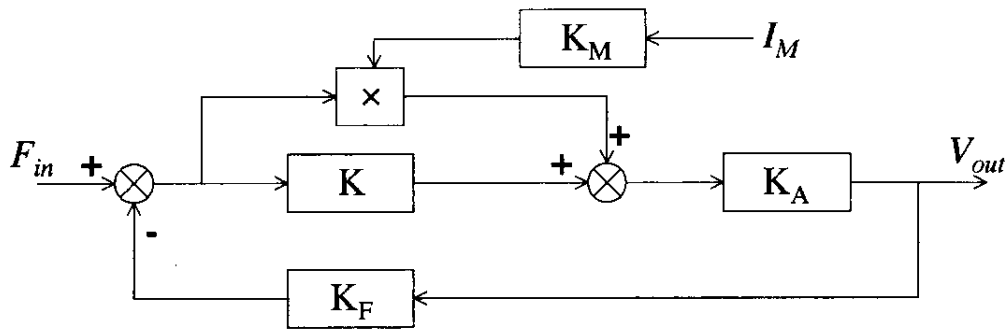 K_M
I_M
×
+
F_in
+
K
+
K_A
V_out
-
K_F